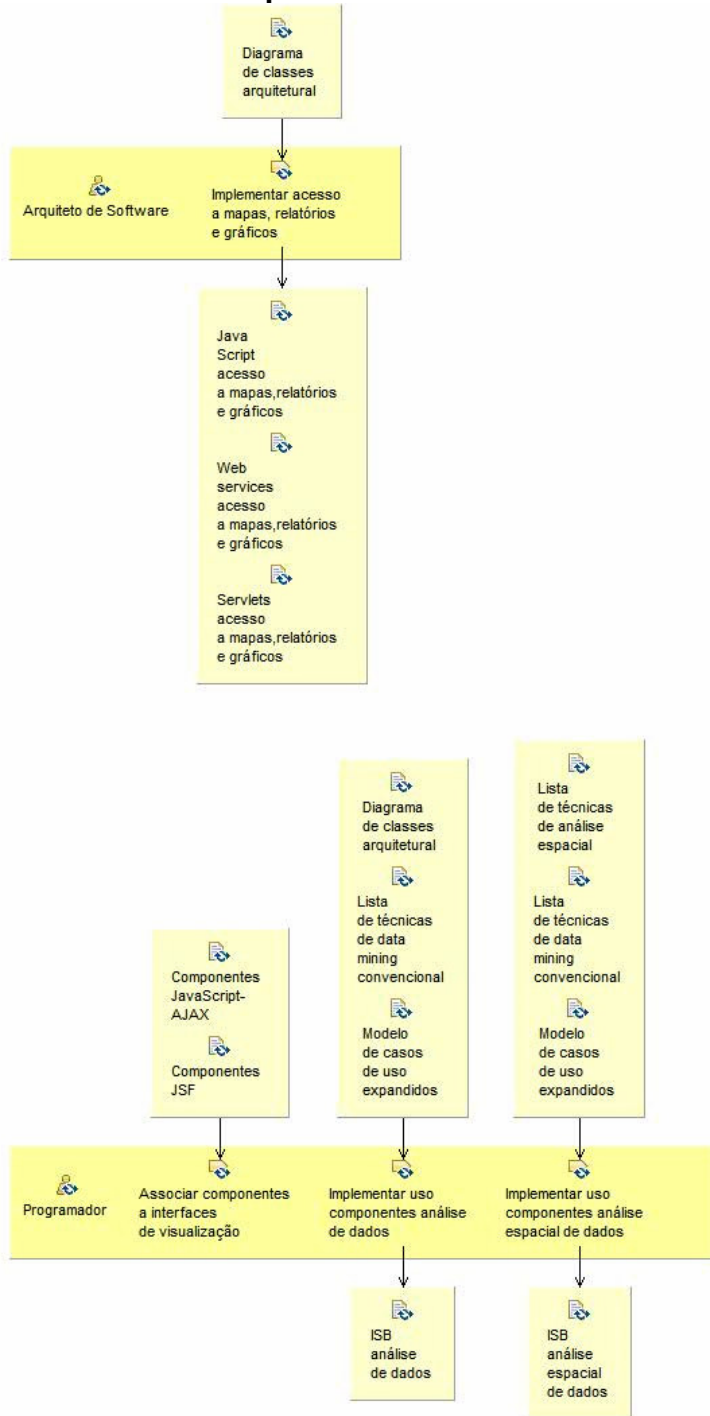 Diagrama
de classes
arquitetural
Arquiteto de Software
Implementar acesso
a mapas, relatórios
e gráficos
Java
Script
acesso
a mapas,relatórios
e gráficos
Web
services
acesso
a mapas,relatórios
e gráficos
Servlets
acesso
a mapas,relatórios
e gráficos
Componentes
JavaScript-
AJAX
Componentes
JSF
Diagrama
de classes
arquitetural
Lista
de técnicas
de data
mining
convencional
Modelo
de casos
de uso
expandidos
Lista
de técnicas
de análise
espacial
Lista
de técnicas
de data
mining
convencional
Modelo
de casos
de uso
expandidos
Programador
Associar componentes
a interfaces
de visualização
Implementar uso
componentes análise
de dados
Implementar uso
componentes análise
espacial de dados
ISB
análise
de dados
ISB
análise
espacial
de dados